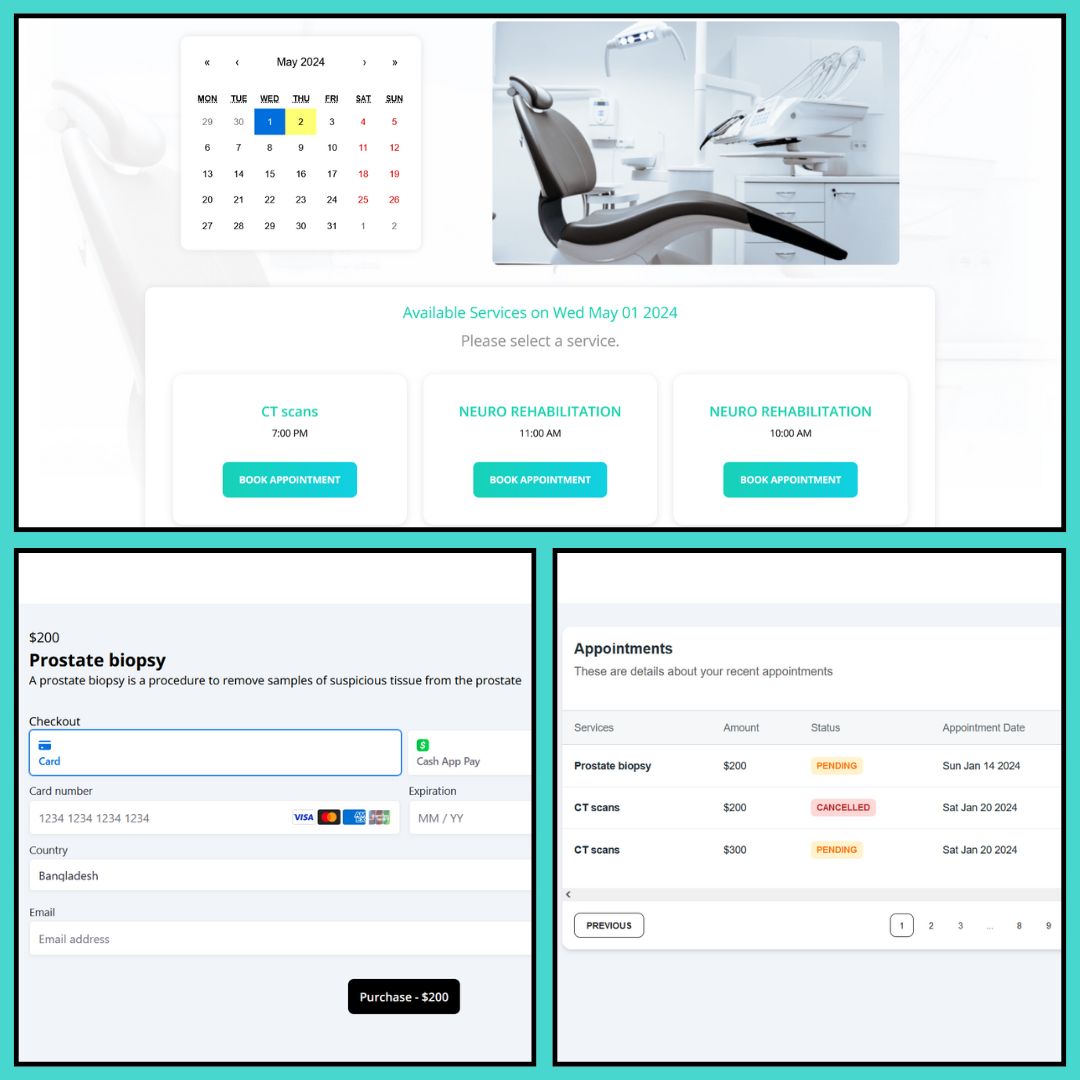 « ‹ May 2024 › »
MON TUE WED THU FRI SAT SUN
29 30 1 2 3 4 5
6 7 8 9 10 11 12
13 14 15 16 17 18 19
20 21 22 23 24 25 26
27 28 29 30 31 1 2
Available Services on Wed May 01 2024
Please select a service.
CT scans
7:00 PM
BOOK APPOINTMENT
NEURO REHABILITATION
11:00 AM
BOOK APPOINTMENT
NEURO REHABILITATION
10:00 AM
BOOK APPOINTMENT
$200
Prostate biopsy
A prostate biopsy is a procedure to remove samples of suspicious tissue from the prostate
Checkout
Card
Cash App Pay
Card number
Expiration
1234 1234 1234 1234
VISA
MM / YY
Country
Bangladesh
Email
Email address
Purchase - $200
Appointments
These are details about your recent appointments
Services Amount Status Appointment Date
Prostate biopsy $200 PENDING Sun Jan 14 2024
CT scans $200 CANCELLED Sat Jan 20 2024
CT scans $300 PENDING Sat Jan 20 2024
PREVIOUS 1 2 3 ... 8 9